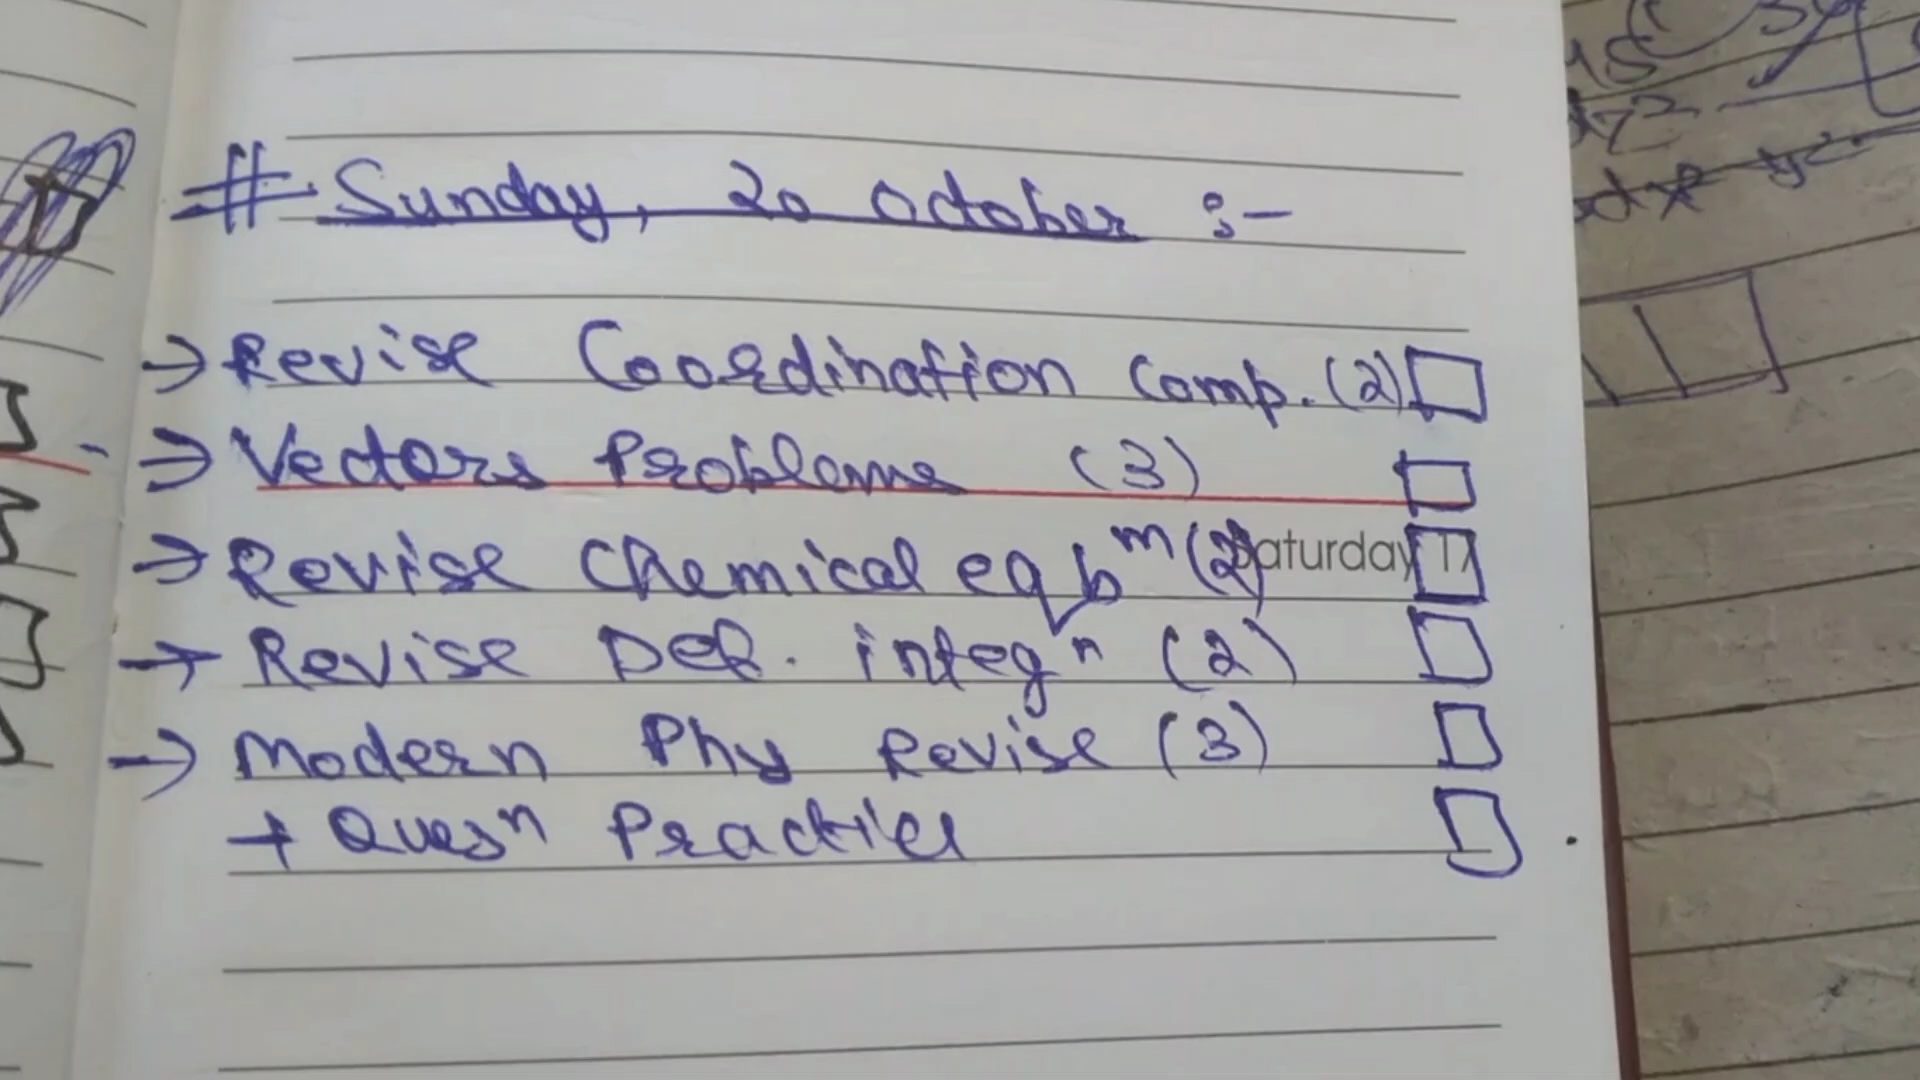 # Sunday, 20 October :-
→ Revise Coordination Comp. (2)
→ Vectors Problems (3)
→ Revise Chemical eqbᵐ (2)
Saturday 17
→ Revise Def. integⁿ (2)
→ Modern Phy Revise (3)
+ Quesⁿ Practice